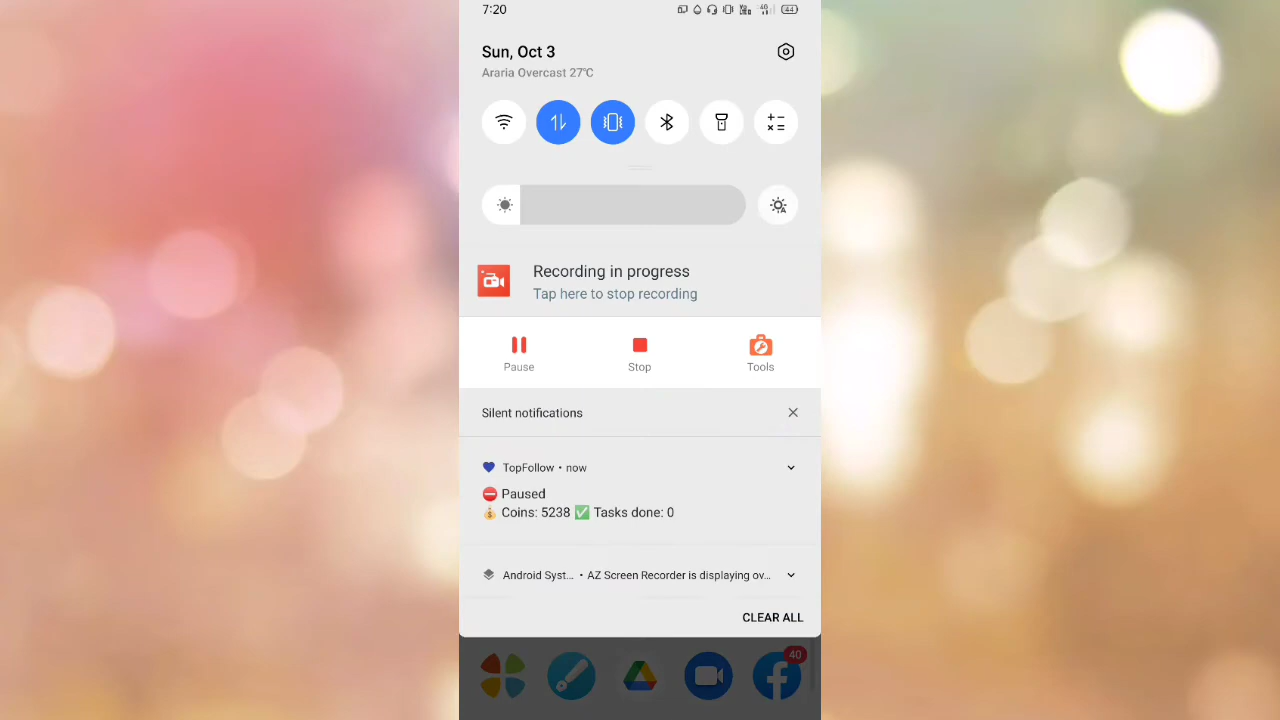 7:20
44
Sun, Oct 3
Araria Overcast 27°C
Recording in progress
Tap here to stop recording
Pause
Stop
Tools
Silent notifications
TopFollow • now
⛔ Paused
💰 Coins: 5238 ✅ Tasks done: 0
Android Syst... • AZ Screen Recorder is displaying ov...
CLEAR ALL
40